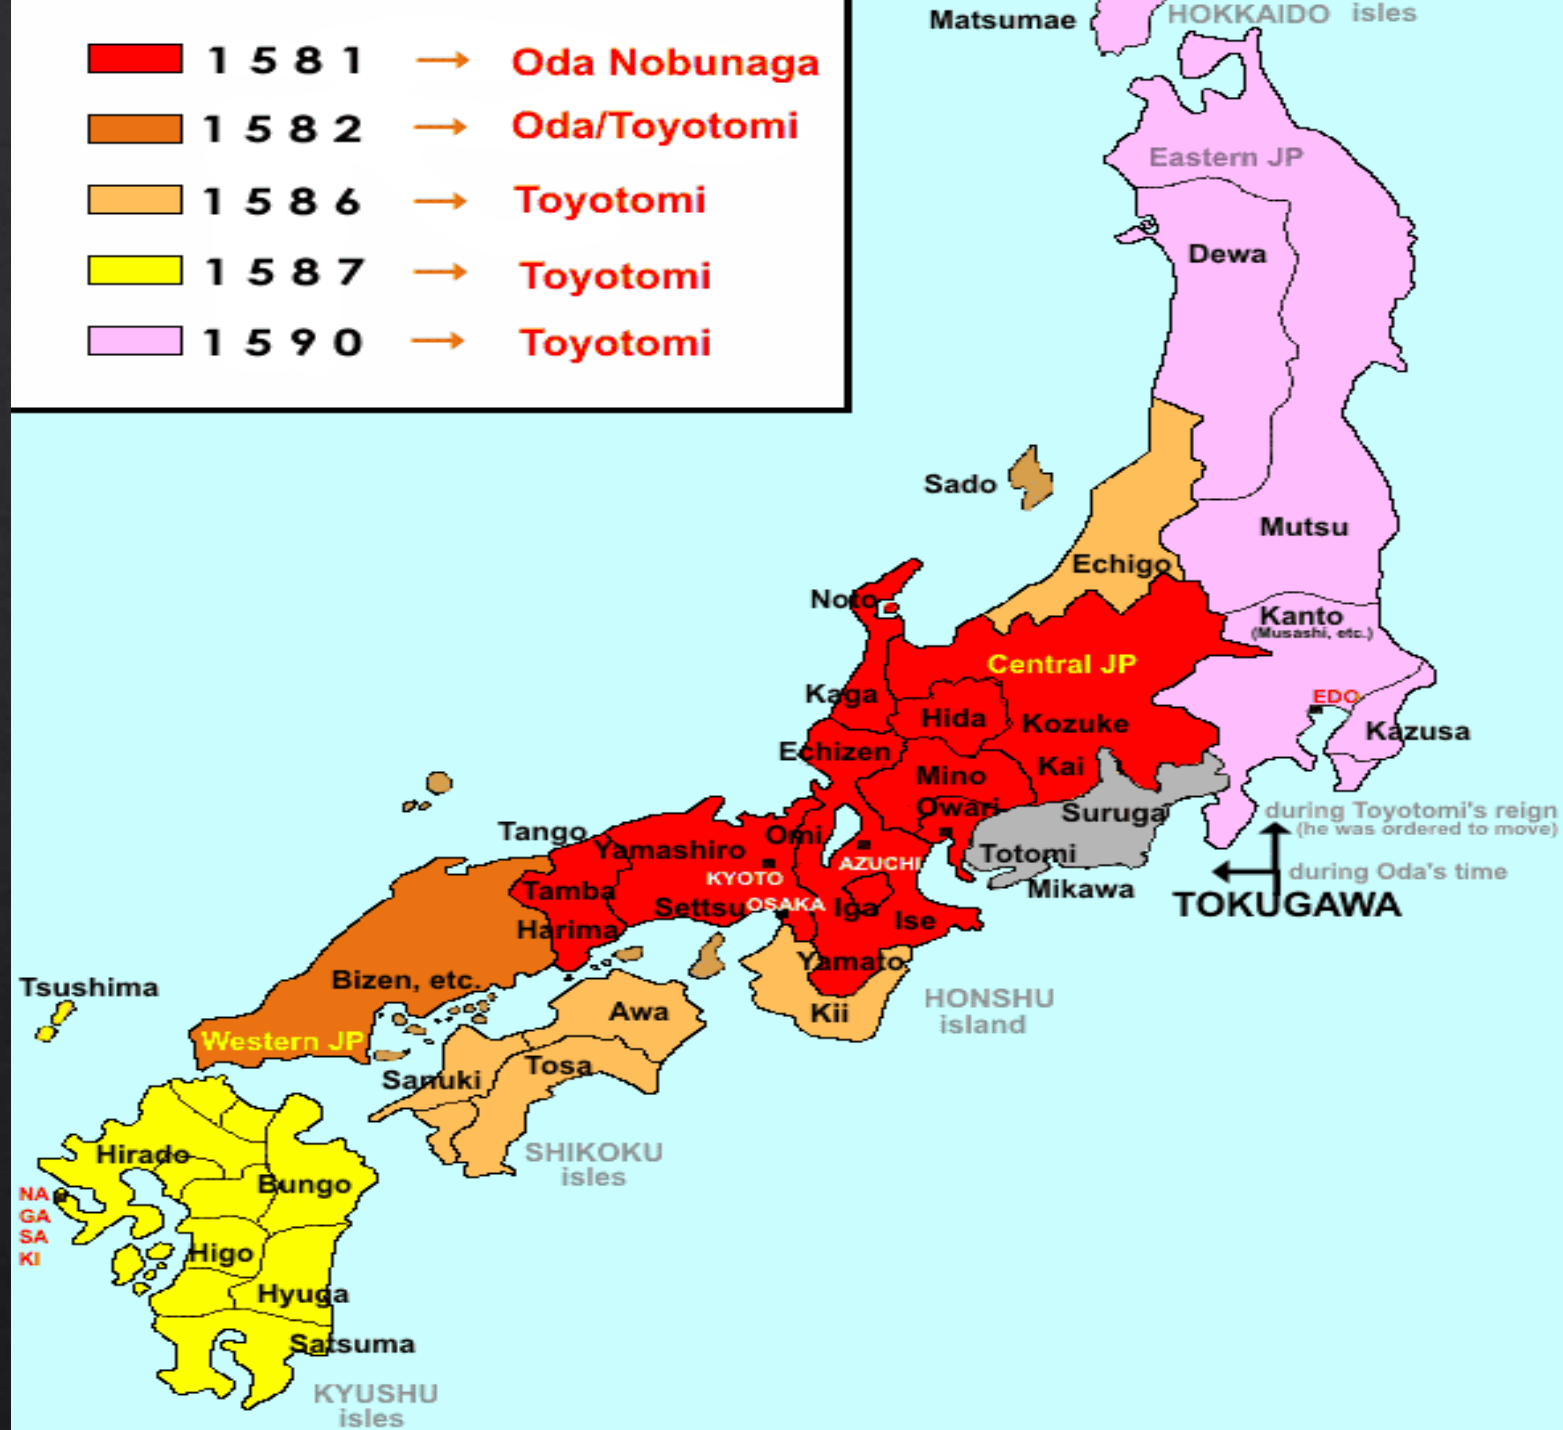 1581 → Oda Nobunaga
1582 → Oda/Toyotomi
1586 → Toyotomi
1587 → Toyotomi
1590 → Toyotomi
Matsumae
HOKKAIDO isles
Eastern JP
Dewa
Sado
Mutsu
Echigo
Noto
Kanto
(Musashi, etc.)
Central JP
Kaga
EDO
Hida
Kozuke
Kazusa
Echizen
Mino
Kai
Owari
Suruga
during Toyotomi's reign
(he was ordered to move)
Tango
Omi
Yamashiro
Totomi
AZUCHI
during Oda's time
KYOTO
Tamba
Mikawa
TOKUGAWA
Settsu
OSAKA
Iga
Ise
Harima
Yamato
Bizen, etc.
Tsushima
HONSHU
island
Awa
Kii
Western JP
Tosa
Sanuki
SHIKOKU
isles
Hirado
Bungo
NA
GA
SA
KI
Higo
Hyuga
Satsuma
KYUSHU
isles